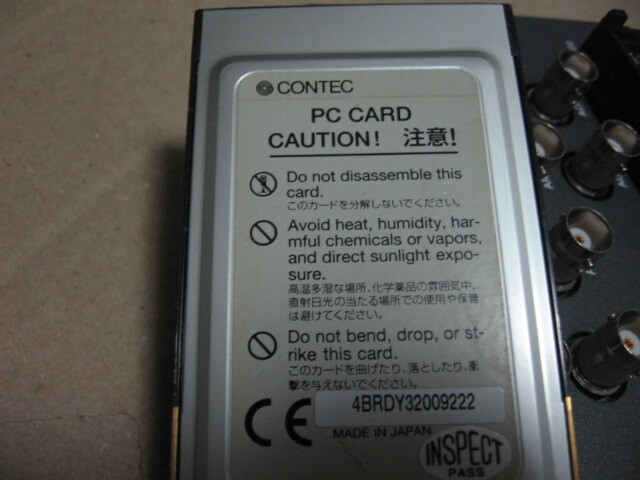 CONTEC
PC CARD
CAUTION! 注意!
Do not disassemble this
card.
このカードを分解しないでください。
Avoid heat, humidity, har-
mful chemicals or vapors,
and direct sunlight expo-
sure.
高温多湿な場所、化学薬品の雰囲気中、
直射日光の当たる場所での使用や保管
は避けてください。
Do not bend, drop, or st-
rike this card.
このカードを曲げたり、落としたり、衝
撃を与えないでください。
CE
4BRDY32009222
MADE IN JAPAN
INSPECT
PASS